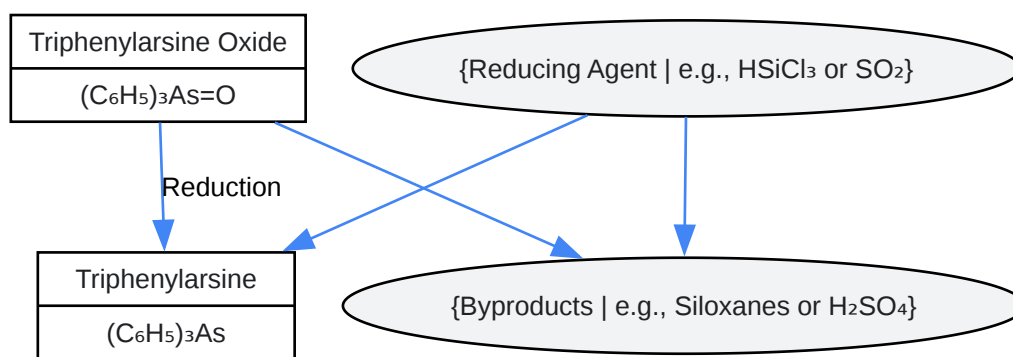 Triphenylarsine Oxide
(C₆H₅)₃As=O
{Reducing Agent | e.g., HSiCl₃ or SO₂}
Reduction
Triphenylarsine
(C₆H₅)₃As
{Byproducts | e.g., Siloxanes or H₂SO₄}